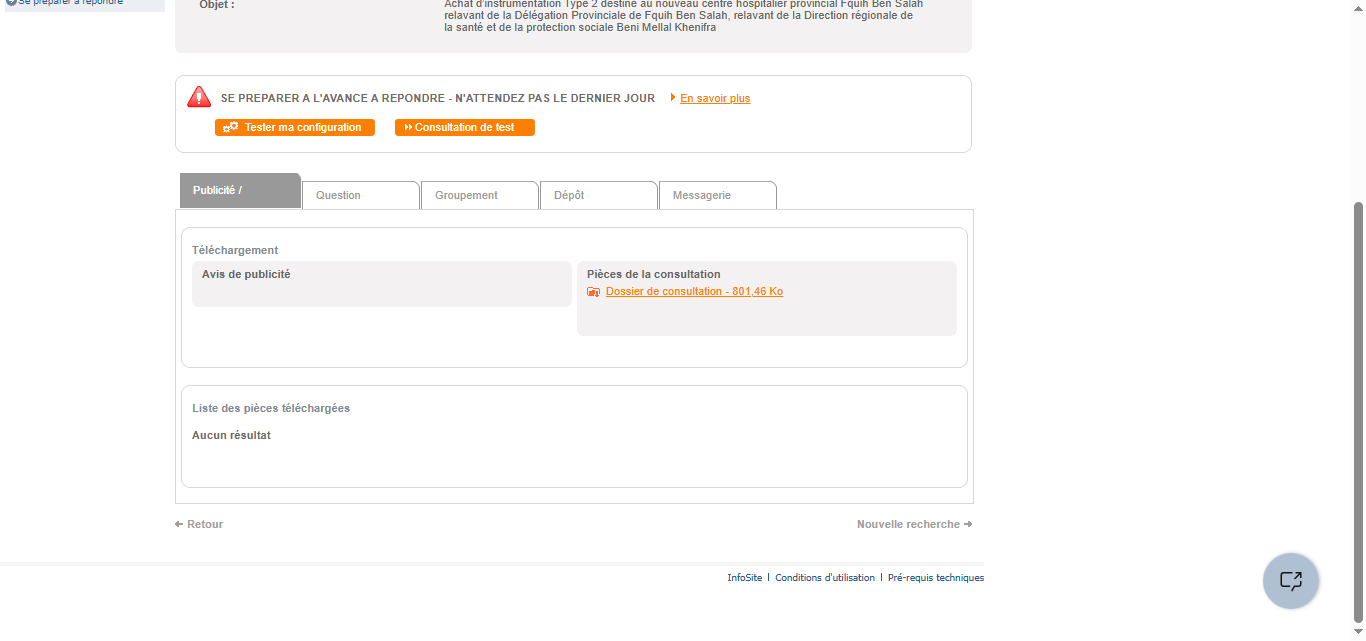 Se préparer à répondre
Objet :
Achat d'instrumentation Type 2 destiné au nouveau centre hospitalier provincial Fquih Ben Salah
relavant de la Délégation Provinciale de Fquih Ben Salah, relavant de la Direction régionale de
la santé et de la protection sociale Beni Mellal Khenifra
SE PREPARER A L'AVANCE A REPONDRE - N'ATTENDEZ PAS LE DERNIER JOUR
En savoir plus
Tester ma configuration
Consultation de test
Publicité /
Question
Groupement
Dépôt
Messagerie
Téléchargement
Avis de publicité
Pièces de la consultation
Dossier de consultation - 801,46 Ko
Liste des pièces téléchargées
Aucun résultat
Retour
Nouvelle recherche
InfoSite | Conditions d'utilisation | Pré-requis techniques